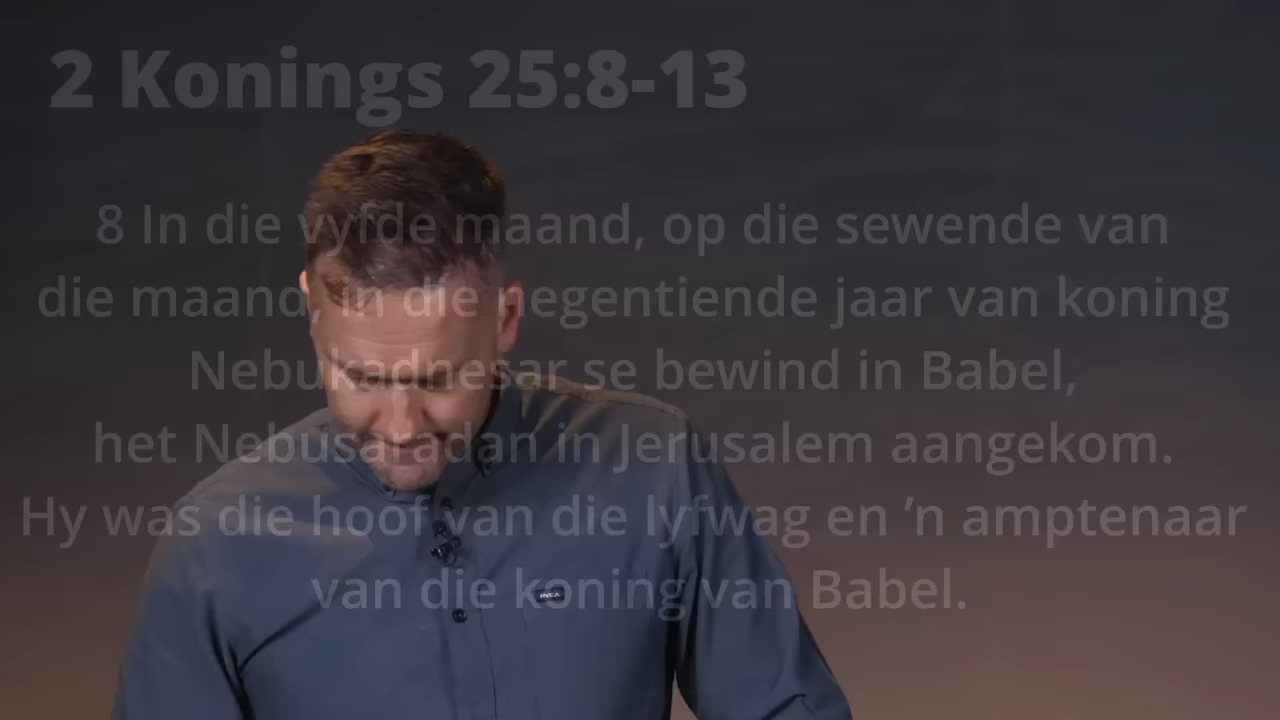 2 Konings 25:8-13
8 In die vyfde maand, op die sewende van
die maand, in die negentiende jaar van koning
Nebukadnesar se bewind in Babel,
het Nebusaradan in Jerusalem aangekom.
Hy was die hoof van die lyfwag en ’n amptenaar
van die koning van Babel.
RVCA